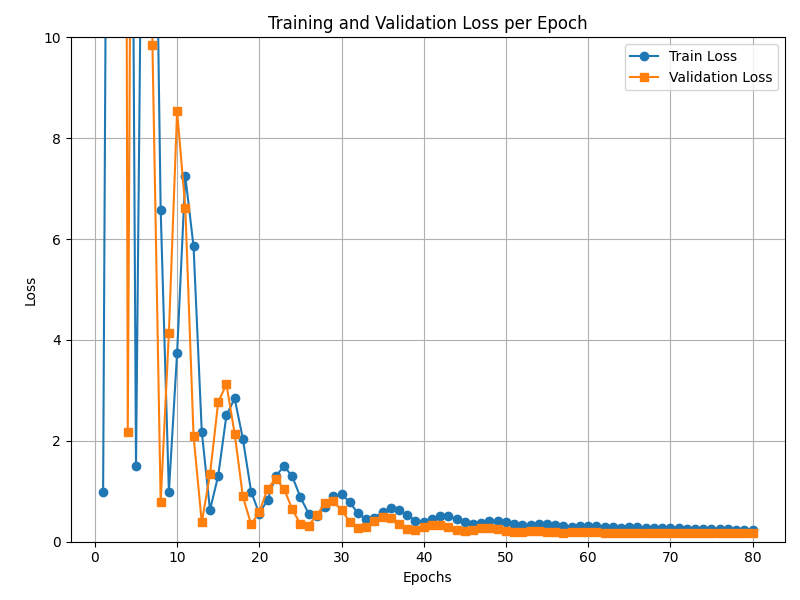 Training and Validation Loss per Epoch
Train Loss
Validation Loss
Loss
10
8
6
4
2
0
0 10 20 30 40 50 60 70 80
Epochs